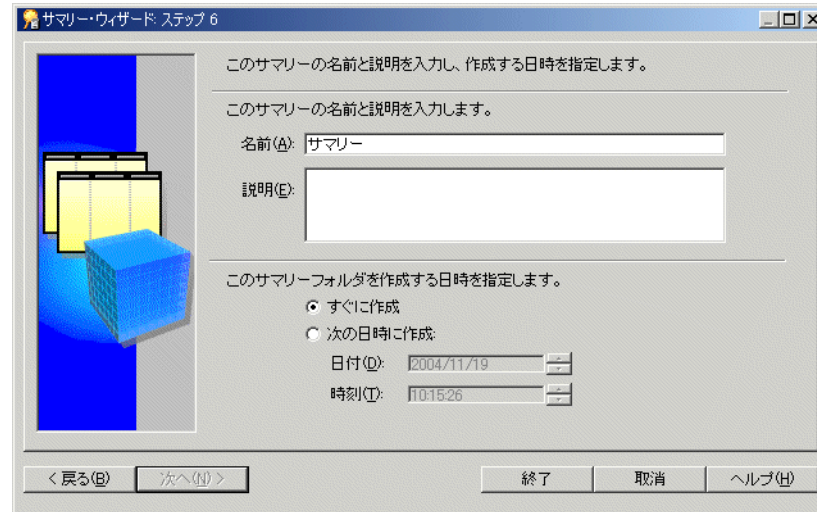 サマリー・ウィザード: ステップ 6
このサマリーの名前と説明を入力し、作成する日時を指定します。
このサマリーの名前と説明を入力します。
名前(A): サマリー
説明(E):
このサマリーフォルダを作成する日時を指定します。
すぐに作成
次の日時に作成:
日付(D): 2004/11/19
時刻(T): 10:15:26
< 戻る(B) 次へ(N) > 終了 取消 ヘルプ(H)